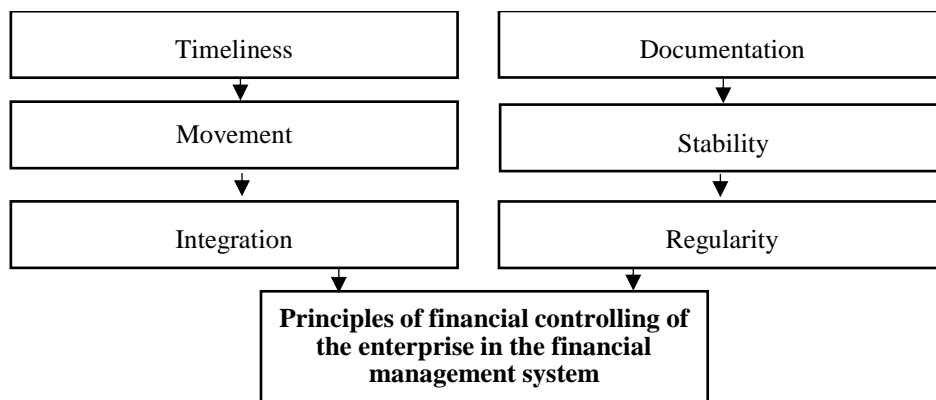 Timeliness
Documentation
Movement
Stability
Integration
Regularity
Principles of financial controlling of
the enterprise in the financial
management system